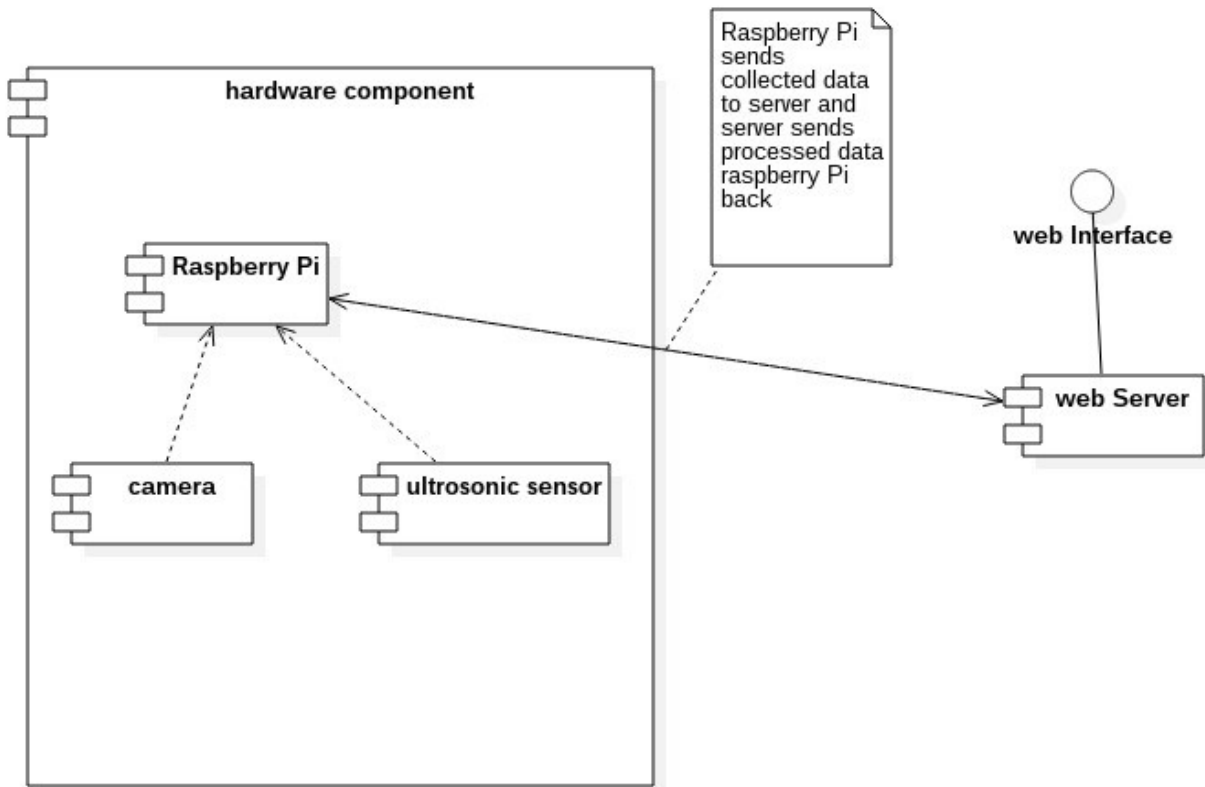 hardware component
Raspberry Pi
sends
collected data
to server and
server sends
processed data
raspberry Pi
back
web Interface
Raspberry Pi
web Server
camera
ultrosonic sensor